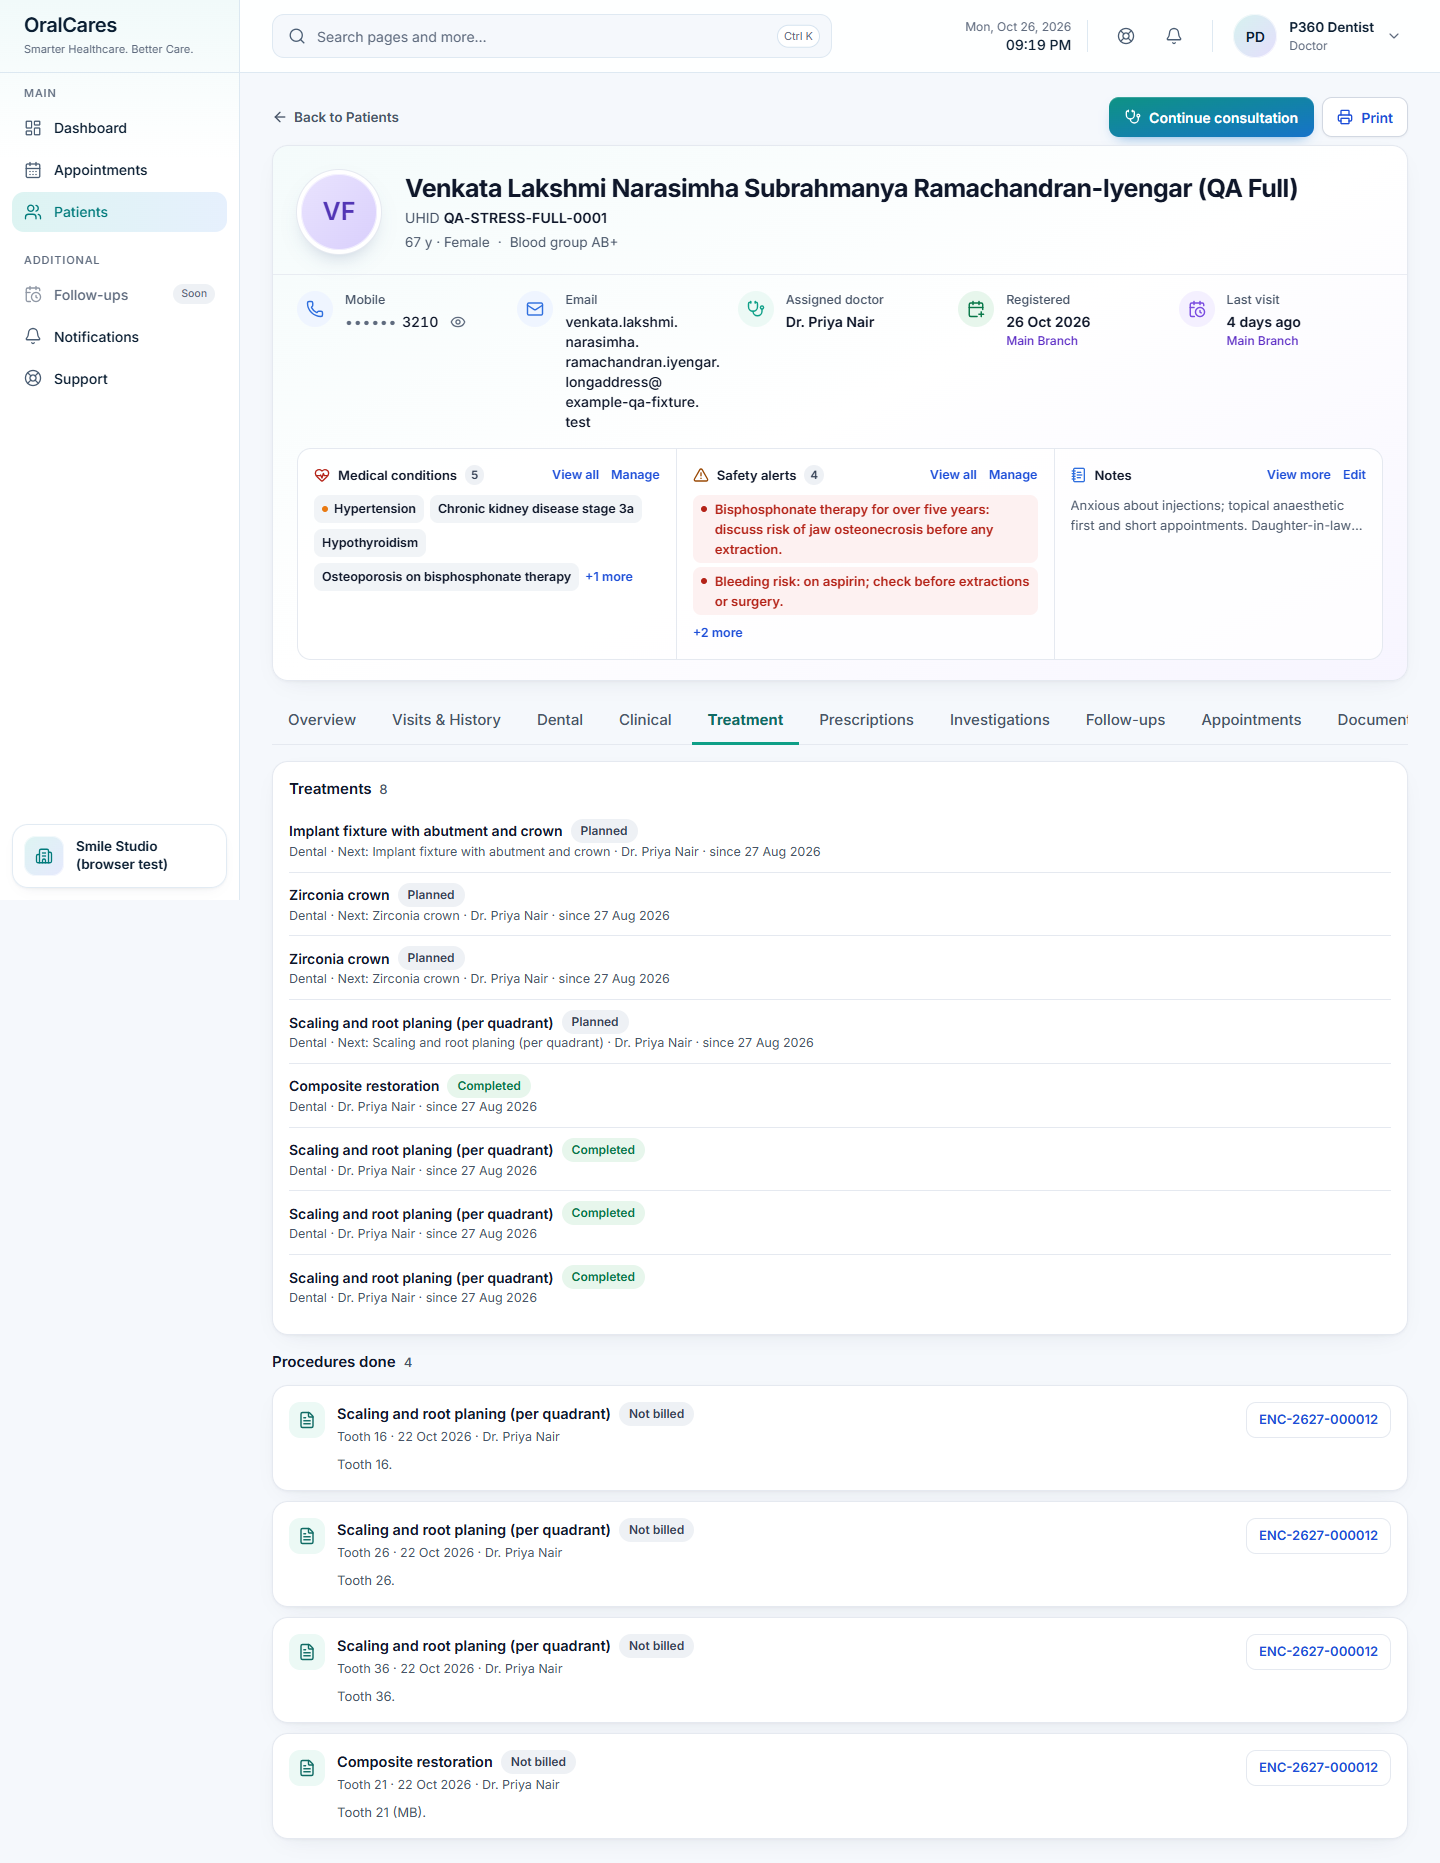 OralCares
Smarter Healthcare. Better Care.
Search pages and more...
Ctrl K
Mon, Oct 26, 2026
09:19 PM
PD
P360 Dentist
Doctor
MAIN
Dashboard
Appointments
Patients
ADDITIONAL
Follow-ups
Soon
Notifications
Support
Smile Studio
(browser test)
Back to Patients
Continue consultation
Print
VF
Venkata Lakshmi Narasimha Subrahmanya Ramachandran-Iyengar (QA Full)
UHID QA-STRESS-FULL-0001
67 y · Female · Blood group AB+
Mobile
•••••• 3210
Email
venkata.lakshmi.
narasimha.
ramachandran.iyengar.
longaddress@
example-qa-fixture.
test
Assigned doctor
Dr. Priya Nair
Registered
26 Oct 2026
Main Branch
Last visit
4 days ago
Main Branch
Medical conditions 5
View all Manage
Hypertension
Chronic kidney disease stage 3a
Hypothyroidism
Osteoporosis on bisphosphonate therapy
+1 more
Safety alerts 4
View all Manage
Bisphosphonate therapy for over five years:
discuss risk of jaw osteonecrosis before any
extraction.
Bleeding risk: on aspirin; check before extractions
or surgery.
+2 more
Notes
View more Edit
Anxious about injections; topical anaesthetic
first and short appointments. Daughter-in-law...
Overview
Visits & History
Dental
Clinical
Treatment
Prescriptions
Investigations
Follow-ups
Appointments
Document
Treatments 8
Implant fixture with abutment and crown Planned
Dental · Next: Implant fixture with abutment and crown · Dr. Priya Nair · since 27 Aug 2026
Zirconia crown Planned
Dental · Next: Zirconia crown · Dr. Priya Nair · since 27 Aug 2026
Zirconia crown Planned
Dental · Next: Zirconia crown · Dr. Priya Nair · since 27 Aug 2026
Scaling and root planing (per quadrant) Planned
Dental · Next: Scaling and root planing (per quadrant) · Dr. Priya Nair · since 27 Aug 2026
Composite restoration Completed
Dental · Dr. Priya Nair · since 27 Aug 2026
Scaling and root planing (per quadrant) Completed
Dental · Dr. Priya Nair · since 27 Aug 2026
Scaling and root planing (per quadrant) Completed
Dental · Dr. Priya Nair · since 27 Aug 2026
Scaling and root planing (per quadrant) Completed
Dental · Dr. Priya Nair · since 27 Aug 2026
Procedures done 4
Scaling and root planing (per quadrant) Not billed
ENC-2627-000012
Tooth 16 · 22 Oct 2026 · Dr. Priya Nair
Tooth 16.
Scaling and root planing (per quadrant) Not billed
ENC-2627-000012
Tooth 26 · 22 Oct 2026 · Dr. Priya Nair
Tooth 26.
Scaling and root planing (per quadrant) Not billed
ENC-2627-000012
Tooth 36 · 22 Oct 2026 · Dr. Priya Nair
Tooth 36.
Composite restoration Not billed
ENC-2627-000012
Tooth 21 · 22 Oct 2026 · Dr. Priya Nair
Tooth 21 (MB).